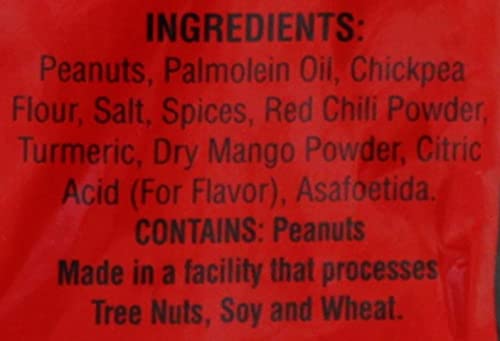 INGREDIENTS:
Peanuts, Palmolein Oil, Chickpea
Flour, Salt, Spices, Red Chili Powder,
Turmeric, Dry Mango Powder, Citric
Acid (For Flavor), Asafoetida.
CONTAINS: Peanuts
Made in a facility that processes
Tree Nuts, Soy and Wheat.